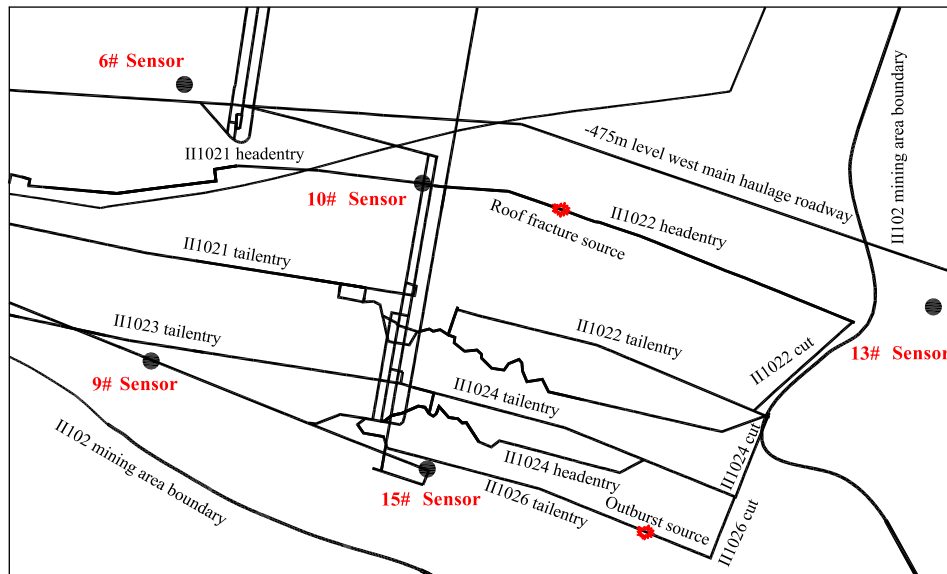 6# Sensor
II102 mining area boundary
-475m level west main haulage roadway
II1021 headentry
10# Sensor
II1022 headentry
Roof fracture source
II1021 tailentry
II1023 tailentry
II1022 tailentry
II1022 cut
13# Sensor
9# Sensor
II1024 tailentry
II102 mining area boundary
II1024 cut
II1024 headentry
15# Sensor
II1026 tailentry
Outburst source
II1026 cut